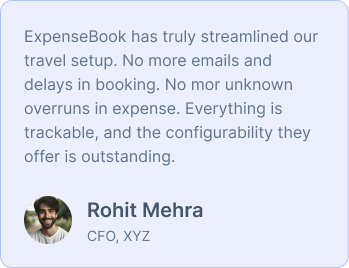 ExpenseBook has truly streamlined our
travel setup. No more emails and
delays in booking. No mor unknown
overruns in expense. Everything is
trackable, and the configurability they
offer is outstanding.
Rohit Mehra
CFO, XYZ